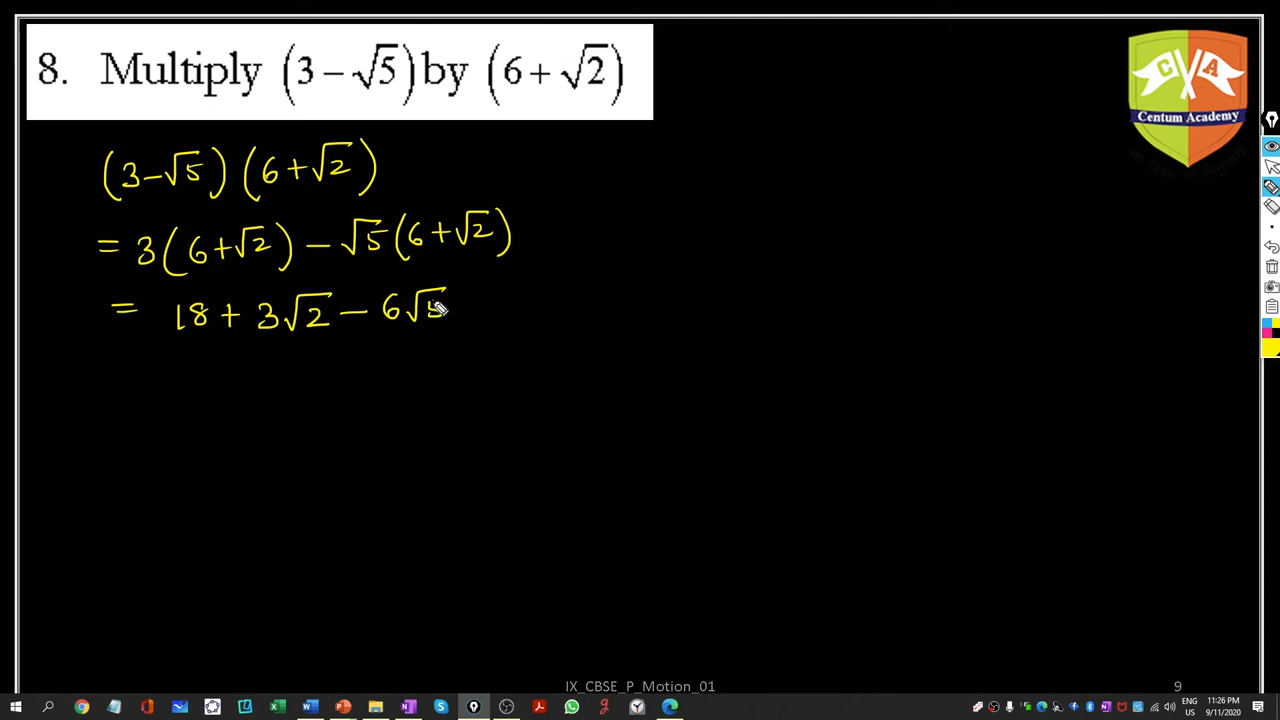 8. Multiply (3 − √5) by (6 + √2)
C A
Centum Academy
(3−√5) (6+√2)
= 3(6+√2) − √5(6+√2)
= 18 + 3√2 − 6√5
IX_CBSE_P_Motion_01
9
11:26 PM
US
9/11/2020